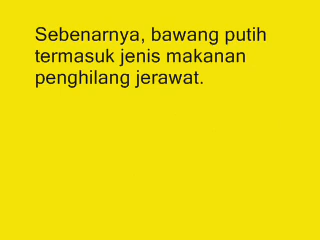 Sebenarnya, bawang putih
termasuk jenis makanan
penghilang jerawat.